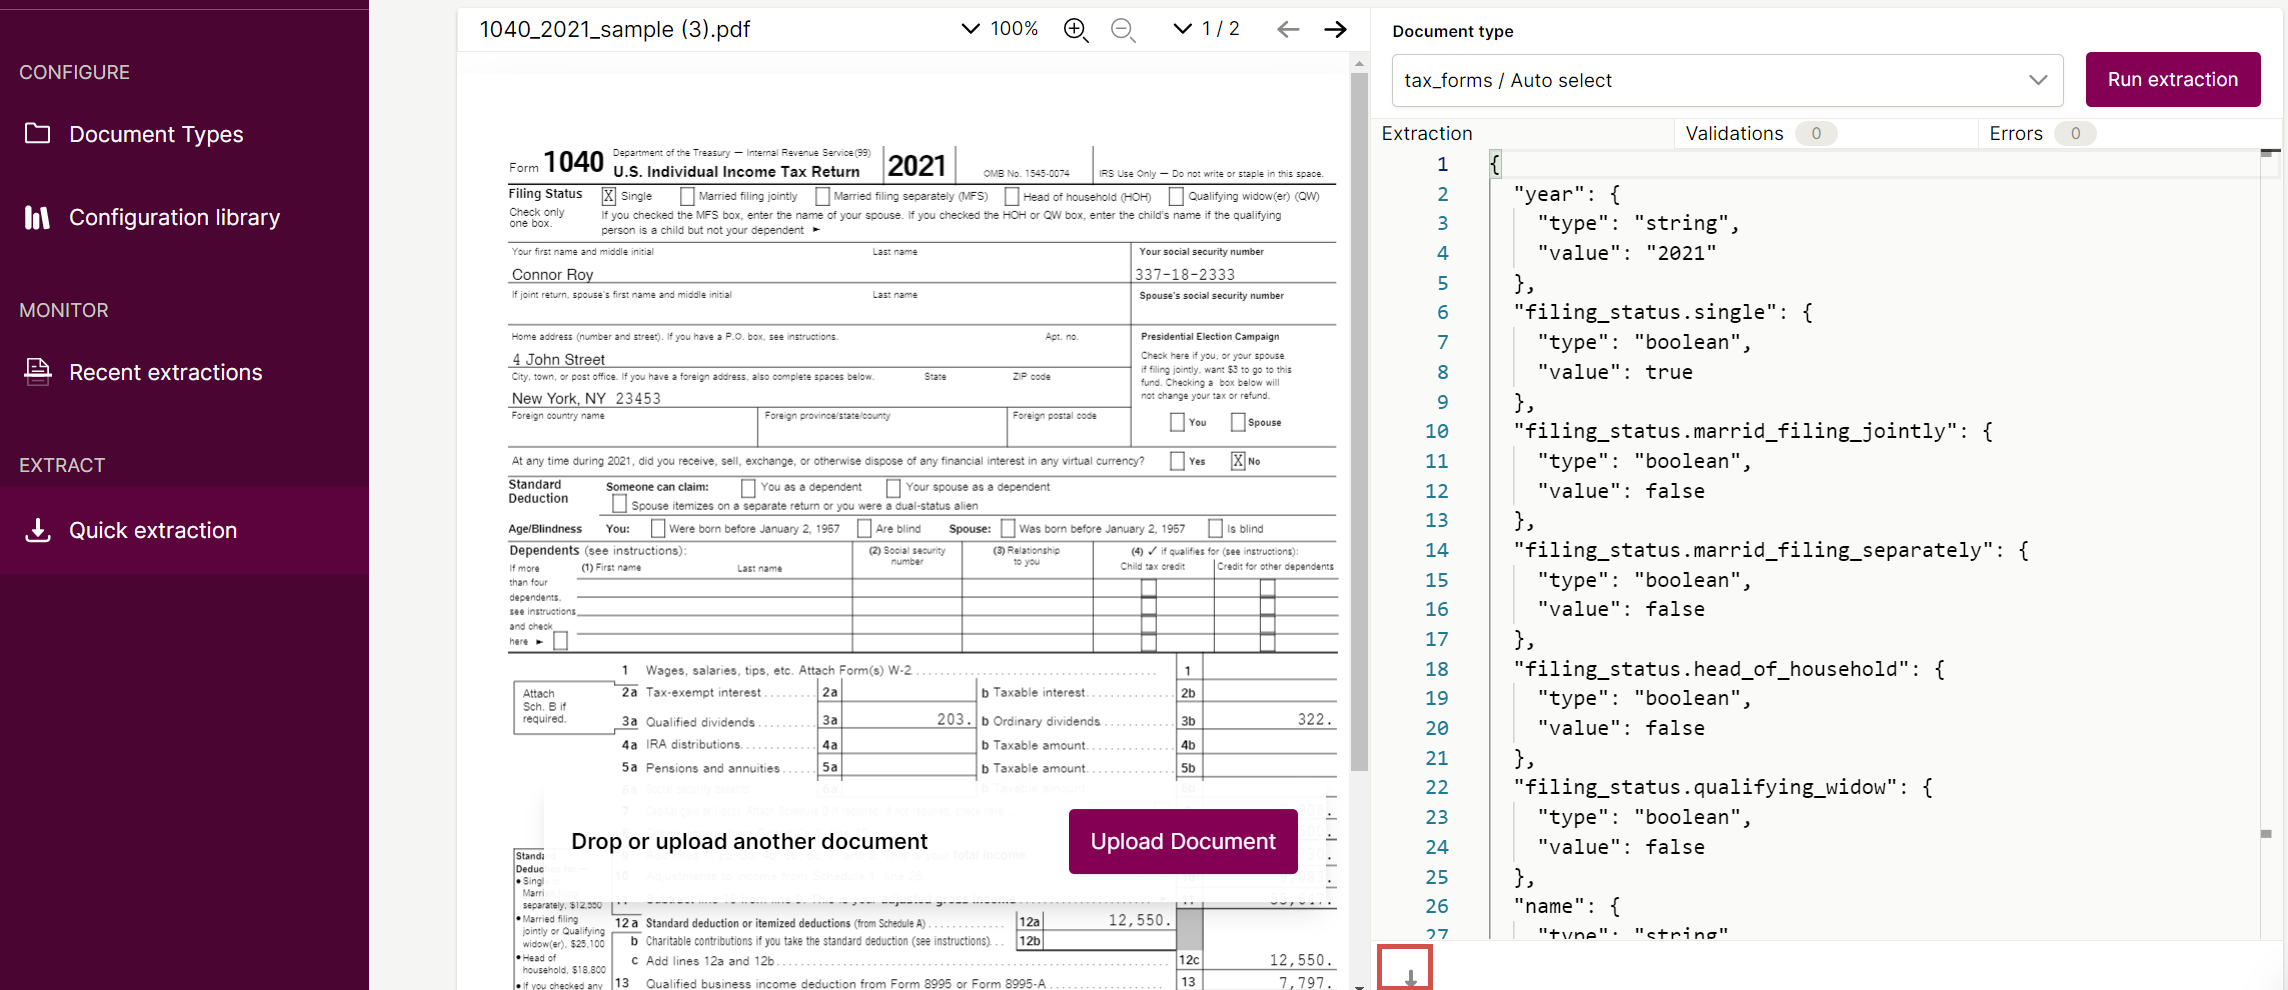 CONFIGURE
Document Types
Configuration library
MONITOR
Recent extractions
EXTRACT
Quick extraction
1040_2021_sample (3).pdf
100%
1 / 2
Form 1040
Department of the Treasury — Internal Revenue Service (99)
U.S. Individual Income Tax Return
2021
OMB No. 1545-0074
IRS Use Only — Do not write or staple in this space.
Filing Status
X Single
Married filing jointly
Married filing separately (MFS)
Head of household (HOH)
Qualifying widow(er) (QW)
Check only
one box.
If you checked the MFS box, enter the name of your spouse. If you checked the HOH or QW box, enter the child's name if the qualifying
person is a child but not your dependent ►
Your first name and middle initial
Last name
Your social security number
Connor Roy
337-18-2333
If joint return, spouse's first name and middle initial
Last name
Spouse's social security number
Home address (number and street). If you have a P.O. box, see instructions.
Apt. no.
4 John Street
City, town, or post office. If you have a foreign address, also complete spaces below.
State
ZIP code
New York, NY 23453
Foreign country name
Foreign province/state/county
Foreign postal code
Presidential Election Campaign
Check here if you, or your spouse
if filing jointly, want $3 to go to this
fund. Checking a box below will
not change your tax or refund.
You
Spouse
At any time during 2021, did you receive, sell, exchange, or otherwise dispose of any financial interest in any virtual currency?
Yes
X No
Standard
Deduction
Someone can claim:
You as a dependent
Your spouse as a dependent
Spouse itemizes on a separate return or you were a dual-status alien
Age/Blindness
You:
Were born before January 2, 1957
Are blind
Spouse:
Was born before January 2, 1957
Is blind
Dependents (see instructions):
(2) Social security
number
(3) Relationship
to you
(4) ✓ if qualifies for (see instructions):
If more
than four
dependents,
see instructions
and check
here ►
(1) First name
Last name
Child tax credit
Credit for other dependents
1 Wages, salaries, tips, etc. Attach Form(s) W-2
1
Attach
Sch. B if
required.
2a Tax-exempt interest
2a
b Taxable interest
2b
3a Qualified dividends
3a
203.
b Ordinary dividends
3b
322.
4a IRA distributions
4a
b Taxable amount
4b
5a Pensions and annuities
5a
b Taxable amount
5b
Drop or upload another document
Upload Document
separately, $12,550
• Married filing
jointly or Qualifying
widow(er), $25,100
• Head of
household, $18,800
• If you checked any
12a Standard deduction or itemized deductions (from Schedule A)
12a
12,550.
b Charitable contributions if you take the standard deduction (see instructions)
12b
c Add lines 12a and 12b
12c
12,550.
13 Qualified business income deduction from Form 8995 or Form 8995-A
13
7,797.
Document type
tax_forms / Auto select
Run extraction
Extraction
Validations 0
Errors 0
1 {
2 "year": {
3 "type": "string",
4 "value": "2021"
5 },
6 "filing_status.single": {
7 "type": "boolean",
8 "value": true
9 },
10 "filing_status.marrid_filing_jointly": {
11 "type": "boolean",
12 "value": false
13 },
14 "filing_status.marrid_filing_separately": {
15 "type": "boolean",
16 "value": false
17 },
18 "filing_status.head_of_household": {
19 "type": "boolean",
20 "value": false
21 },
22 "filing_status.qualifying_widow": {
23 "type": "boolean",
24 "value": false
25 },
26 "name": {
27 "type": "string"